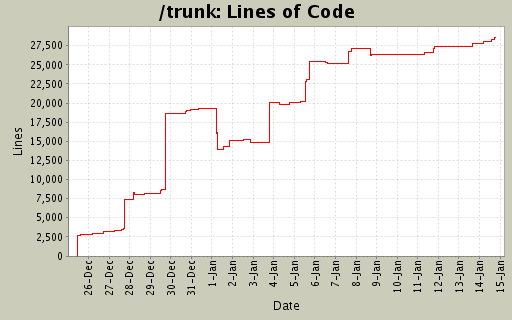 /trunk: Lines of Code
Lines
27,500
25,000
22,500
20,000
17,500
15,000
12,500
10,000
7,500
5,000
2,500
0
26-Dec
27-Dec
28-Dec
29-Dec
30-Dec
31-Dec
1-Jan
2-Jan
3-Jan
4-Jan
5-Jan
6-Jan
7-Jan
8-Jan
9-Jan
10-Jan
11-Jan
12-Jan
13-Jan
14-Jan
15-Jan
Date